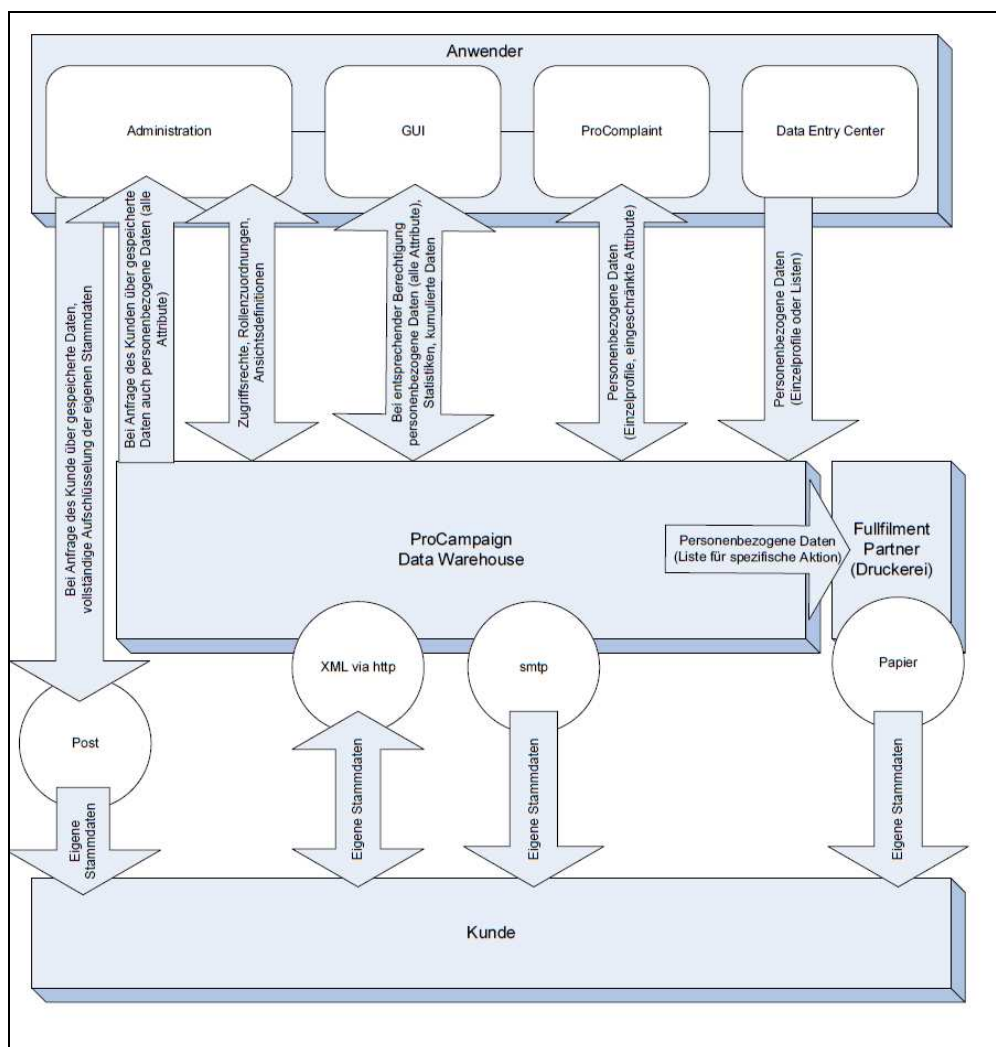 Anwender
Administration
GUI
ProComplaint
Data Entry Center
Bei Anfrage des Kunde über gespeicherte Daten,
vollständige Aufschlüsselung der eigenen Stammdaten
Bei Anfrage des Kunden über gespeicherte
Daten auch personenbezogene Daten (alle
Attribute)
Zugriffsrechte, Rollenzuordnungen,
Ansichtsdefinitionen
Bei entsprechender Berechtigung
personenbezogene Daten (alle Attribute),
Statistiken, kumulierte Daten
Personenbezogene Daten
(Einzelprofile, eingeschränkte Attribute)
Personenbezogene Daten
(Einzelprofile oder Listen)
ProCampaign
Data Warehouse
Personenbezogene Daten
(Liste für spezifische Aktion)
Fullfilment
Partner
(Druckerei)
XML via http
smtp
Papier
Post
Eigene
Stammdaten
Eigene Stammdaten
Eigene Stammdaten
Eigene Stammdaten
Kunde